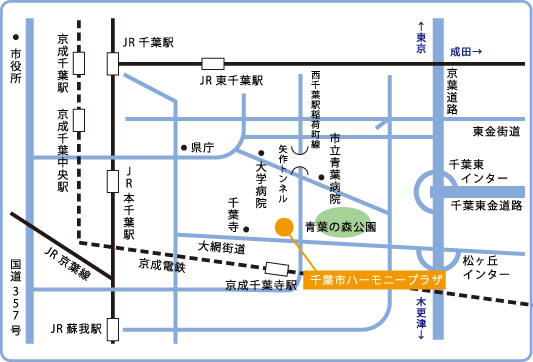 ↑東京
成田→
市役所
京成千葉駅
JR 千葉駅
JR 東千葉駅
西千葉駅稲荷町線
京葉道路
京成千葉中央駅
東金街道
県庁
大学病院
矢作トンネル
市立青葉病院
千葉東
インター
JR 本千葉駅
千葉寺
青葉の森公園
千葉東金道路
大網街道
JR 京葉線
京成電鉄
松ヶ丘
インター
国道357号
京成千葉寺駅
千葉市ハーモニープラザ
木更津↓
JR 蘇我駅